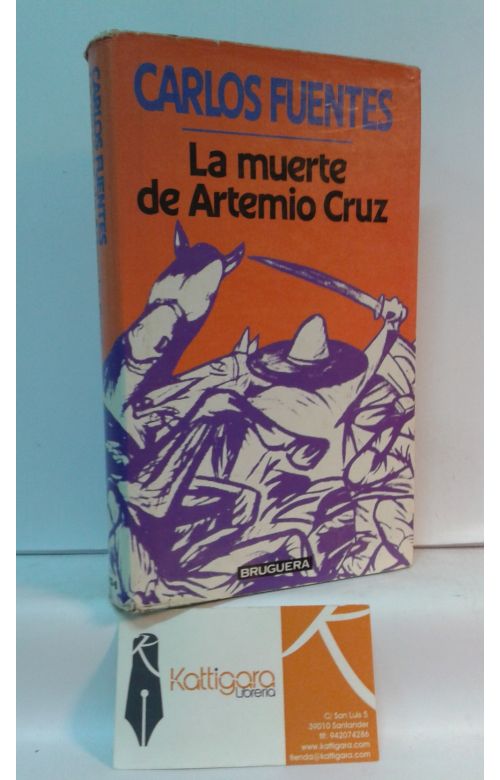 CARLOS FUENTES
CARLOS FUENTES
La muerte
de Artemio Cruz
BRUGUERA
Kattigara
Librería
C/ San Luis 5
39010 Santander
tlf: 942074286
www.kattigara.com
tienda@kattigara.com